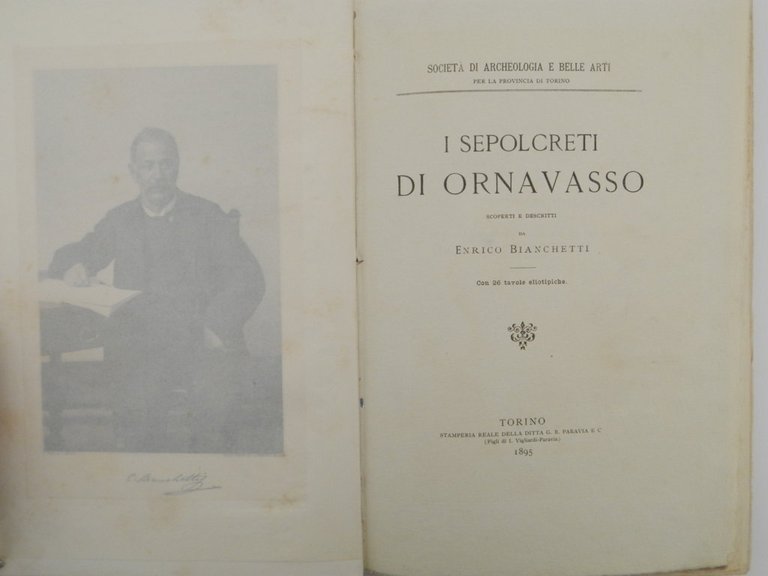 E. Bianchetti
SOCIETÀ DI ARCHEOLOGIA E BELLE ARTI
PER LA PROVINCIA DI TORINO
I SEPOLCRETI
DI ORNAVASSO
SCOPERTI E DESCRITTI
DA
ENRICO BIANCHETTI
Con 26 tavole eliotipiche.
TORINO
STAMPERIA REALE DELLA DITTA G. B. PARAVIA E C
(Figli di I. Vigliardi-Paravia)
1895